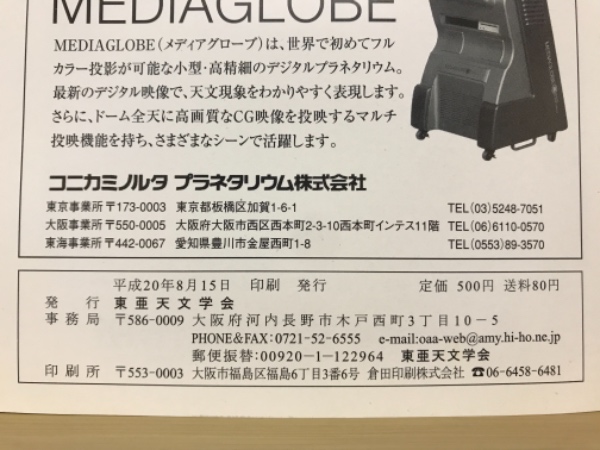 MEDIAGLOBE
MEDIAGLOBE(メディアグローブ)は、世界で初めてフル
カラー投影が可能な小型・高精細のデジタルプラネタリウム。
最新のデジタル映像で、天文現象をわかりやすく表現します。
さらに、ドーム全天に高画質なCG映像を投映するマルチ
投映機能を持ち、さまざまなシーンで活躍します。
コニカミノルタ プラネタリウム株式会社
東京事業所 〒173-0003 東京都板橋区加賀1-6-1 TEL(03)5248-7051
大阪事業所 〒550-0005 大阪府大阪市西区西本町2-3-10西本町インテス11階 TEL(06)6110-0570
東海事業所 〒442-0067 愛知県豊川市金屋西町1-8 TEL(0553)89-3570
平成20年8月15日 印刷 発行 定価 500円 送料80円
発行 東亜天文学会
事務局 〒586-0009 大阪府河内長野市木戸西町3丁目10-5
PHONE&FAX:0721-52-6555 e-mail:oaa-web@amy.hi-ho.ne.jp
郵便振替:00920-1-122964 東亜天文学会
印刷所 〒553-0003 大阪市福島区福島6丁目3番6号 倉田印刷株式会社 ☎06-6458-6481